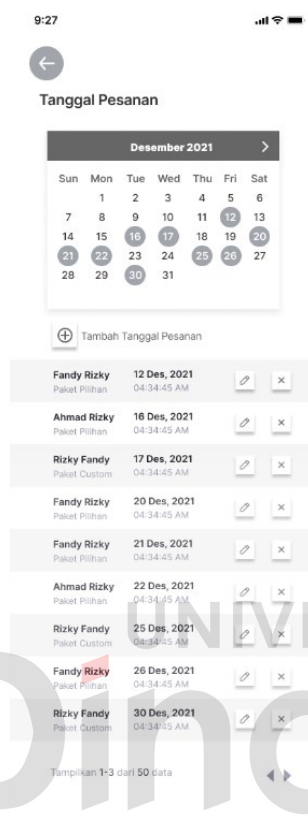 9:27
Tanggal Pesanan
Desember 2021
Sun Mon Tue Wed Thu Fri Sat
1 2 3 4 5 6
7 8 9 10 11 12 13
14 15 16 17 18 19 20
21 22 23 24 25 26 27
28 29 30 31
Tambah Tanggal Pesanan
Fandy Rizky 12 Des, 2021
Paket Pilihan 04:34:45 AM
Ahmad Rizky 16 Des, 2021
Paket Pilihan 04:34:45 AM
Rizky Fandy 17 Des, 2021
Paket Custom 04:34:45 AM
Fandy Rizky 20 Des, 2021
Paket Pilihan 04:34:45 AM
Fandy Rizky 21 Des, 2021
Paket Pilihan 04:34:45 AM
Ahmad Rizky 22 Des, 2021
Paket Pilihan 04:34:45 AM
UNIV
Rizky Fandy 25 Des, 2021
Paket Custom 04:34:45 AM
Fandy Rizky 26 Des, 2021
Paket Pilihan 04:34:45 AM
Rizky Fandy 30 Des, 2021
Paket Custom 04:34:45 AM
Tampilkan 1-3 dari 50 data